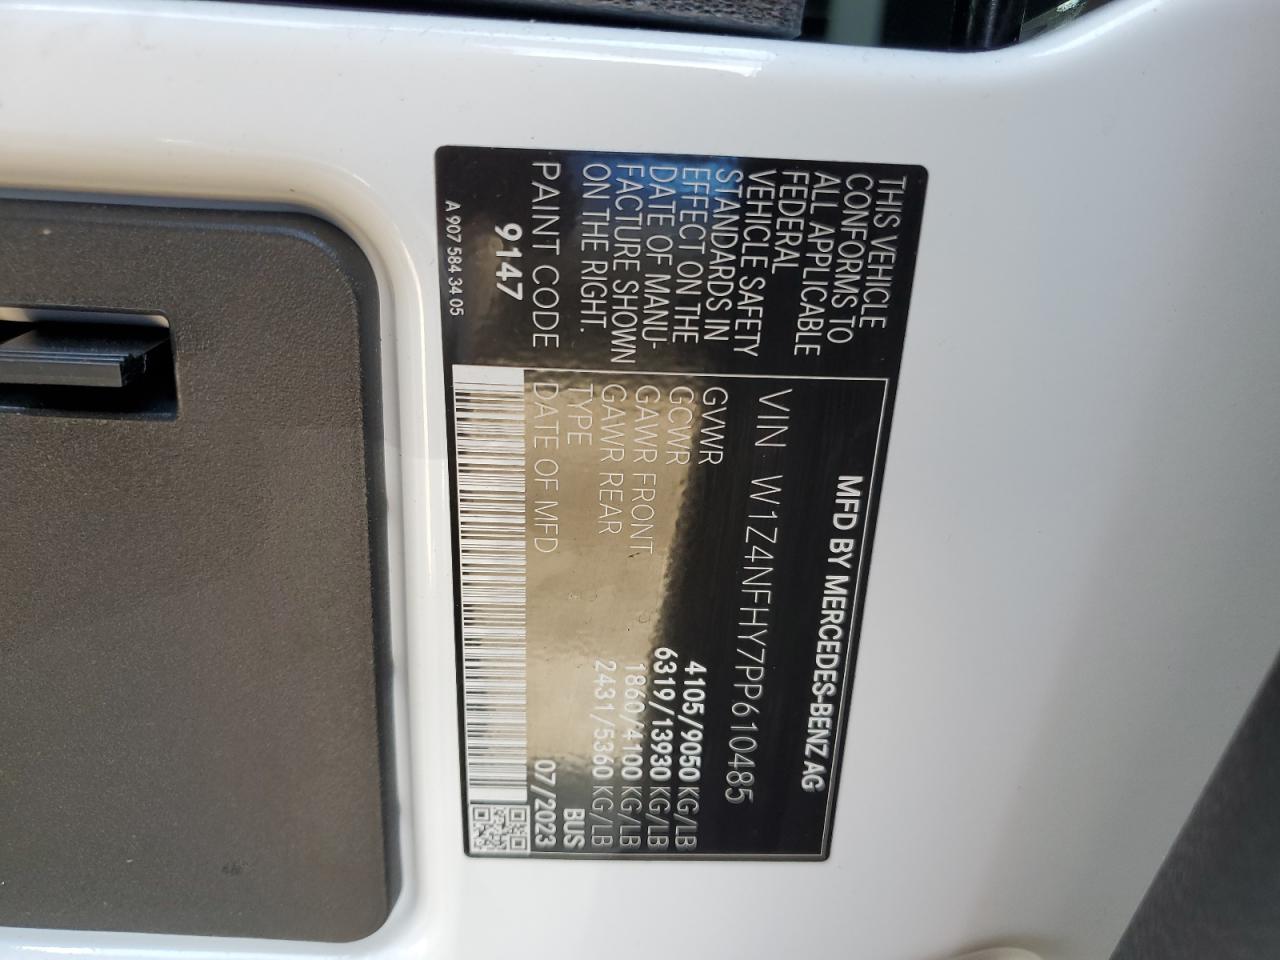 MFD BY MERCEDES-BENZ AG
THIS VEHICLE
CONFORMS TO
ALL APPLICABLE
FEDERAL
VEHICLE SAFETY
STANDARDS IN
EFFECT ON THE
DATE OF MANU-
FACTURE SHOWN
ON THE RIGHT.
PAINT CODE
9147
A 907 584 34 05
VIN W1Z4NFHY7PP610485
GVWR 4105/9050 KG/LB
GCWR 6319/13930 KG/LB
GAWR FRONT 1860/4100 KG/LB
GAWR REAR 2431/5360 KG/LB
TYPE BUS
DATE OF MFD 07/2023